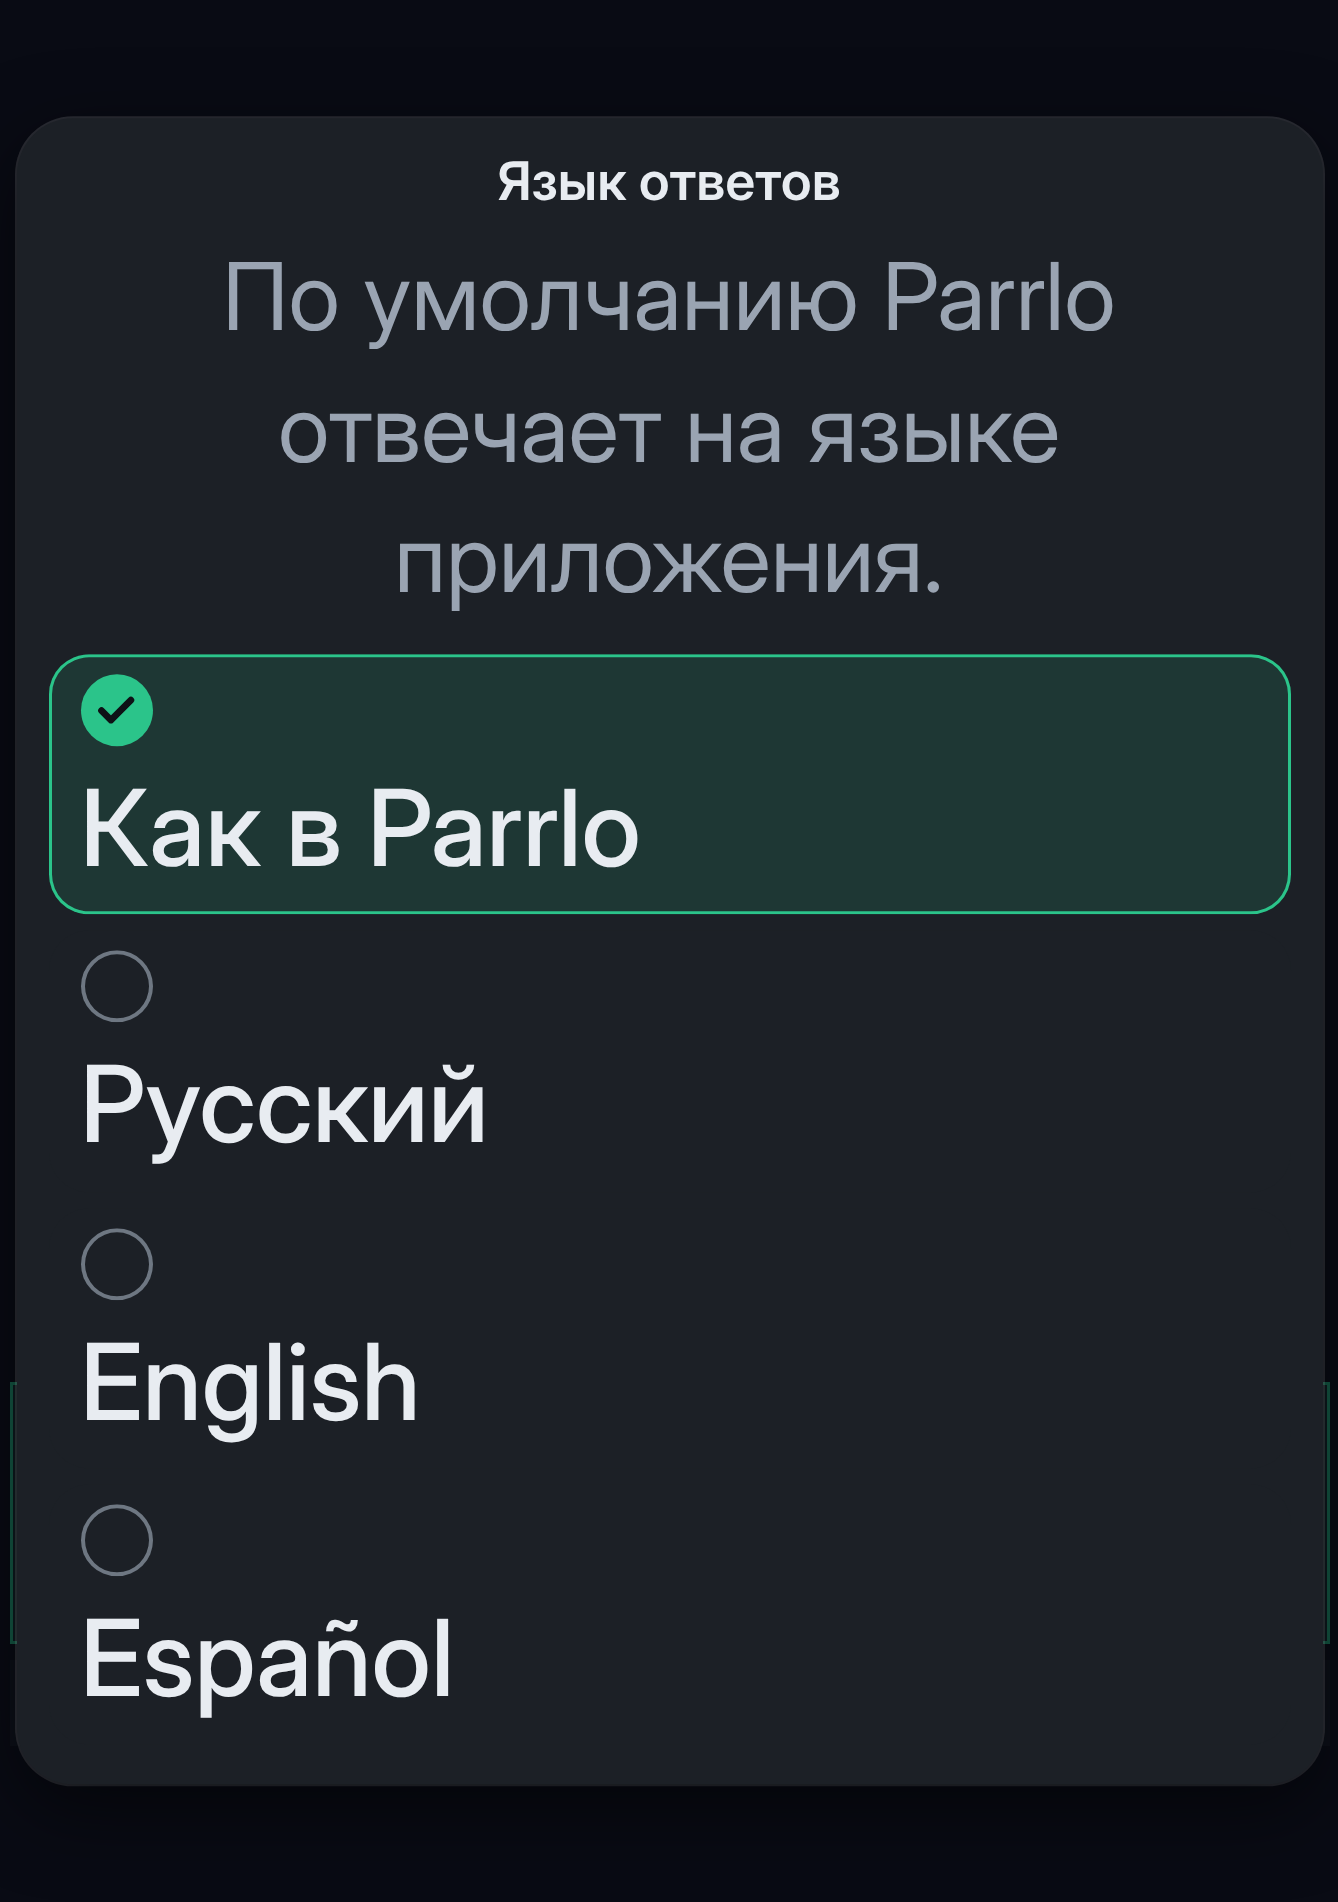 Язык ответов
По умолчанию Parrlo
отвечает на языке
приложения.
Как в Parrlo
Русский
English
Español